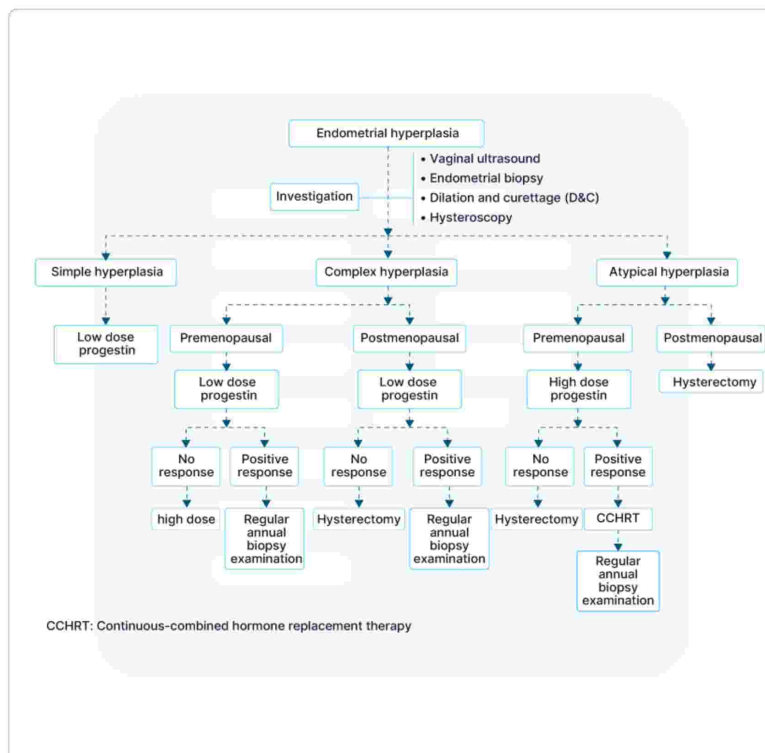 Endometrial hyperplasia
• Vaginal ultrasound
• Endometrial biopsy
Investigation
• Dilation and curettage (D&C)
• Hysteroscopy
Simple hyperplasia
Complex hyperplasia
Atypical hyperplasia
Low dose
progestin
Premenopausal
Postmenopausal
Premenopausal
Postmenopausal
Low dose
progestin
Low dose
progestin
High dose
progestin
Hysterectomy
No
response
Positive
response
No
response
Positive
response
No
response
Positive
response
high dose
Regular
annual
biopsy
examination
Hysterectomy
Regular
annual
biopsy
examination
Hysterectomy
CCHRT
Regular
annual
biopsy
examination
CCHRT: Continuous-combined hormone replacement therapy